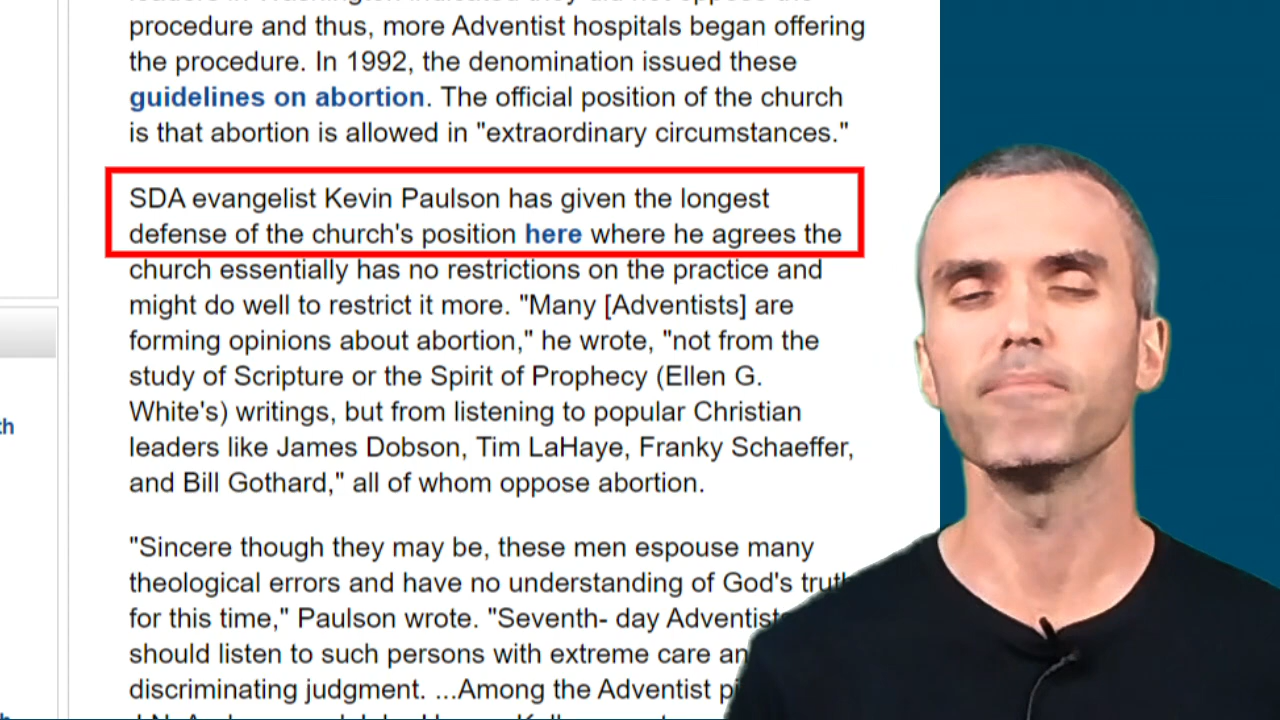 procedure and thus, more Adventist hospitals began offering
the procedure. In 1992, the denomination issued these
guidelines on abortion. The official position of the church
is that abortion is allowed in "extraordinary circumstances."
SDA evangelist Kevin Paulson has given the longest
defense of the church's position here where he agrees the
church essentially has no restrictions on the practice and
might do well to restrict it more. "Many [Adventists] are
forming opinions about abortion," he wrote, "not from the
study of Scripture or the Spirit of Prophecy (Ellen G.
White's) writings, but from listening to popular Christian
leaders like James Dobson, Tim LaHaye, Franky Schaeffer,
and Bill Gothard," all of whom oppose abortion.
"Sincere though they may be, these men espouse many
theological errors and have no understanding of God's truth
for this time," Paulson wrote. "Seventh- day Adventists
should listen to such persons with extreme care
discriminating judgment. ...Among the Adventist